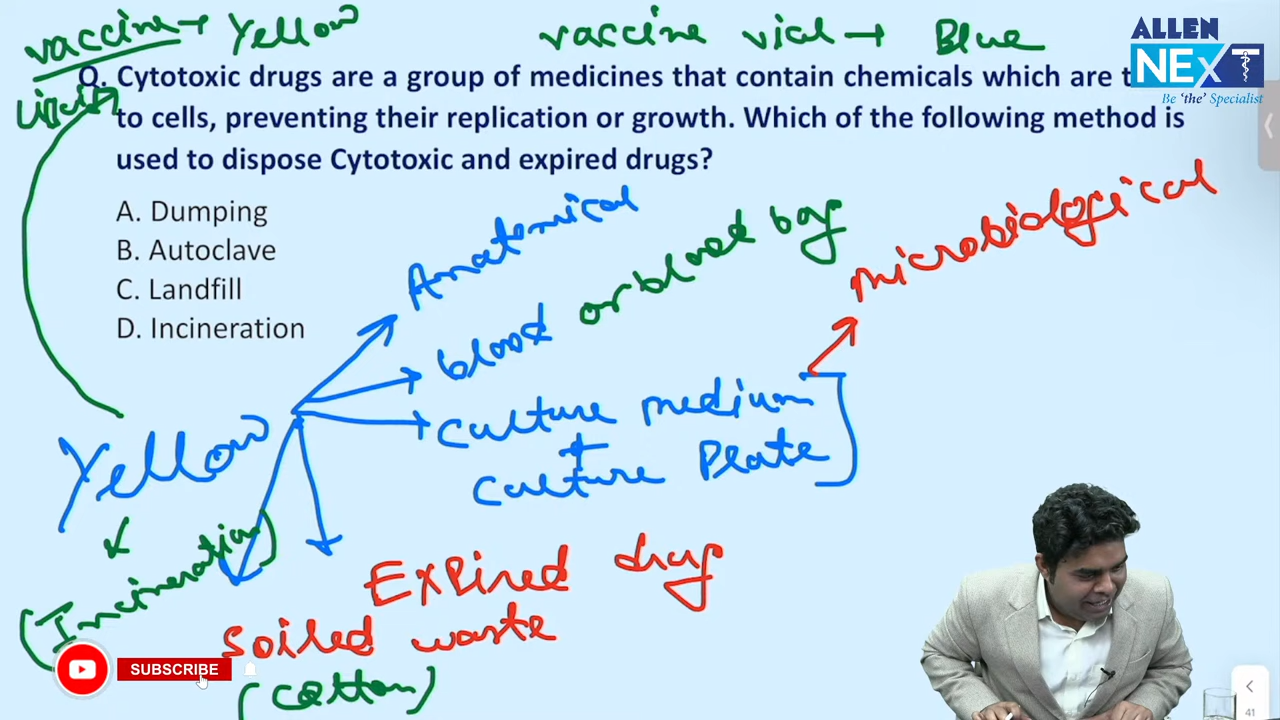 vaccine → Yellow
vaccine vial → Blue
ALLEN
NEXT
Be 'the' Specialist
Q. Cytotoxic drugs are a group of medicines that contain chemicals which are
to cells, preventing their replication or growth. Which of the following method is
used to dispose Cytotoxic and expired drugs?
A. Dumping
B. Autoclave
C. Landfill
D. Incineration
Anatomical
blood or blood bag
microbiological
Culture medium
+
Culture Plate
Yellow
(Incineration)
Expired drug
Soiled waste
(cotton)
SUBSCRIBE
41